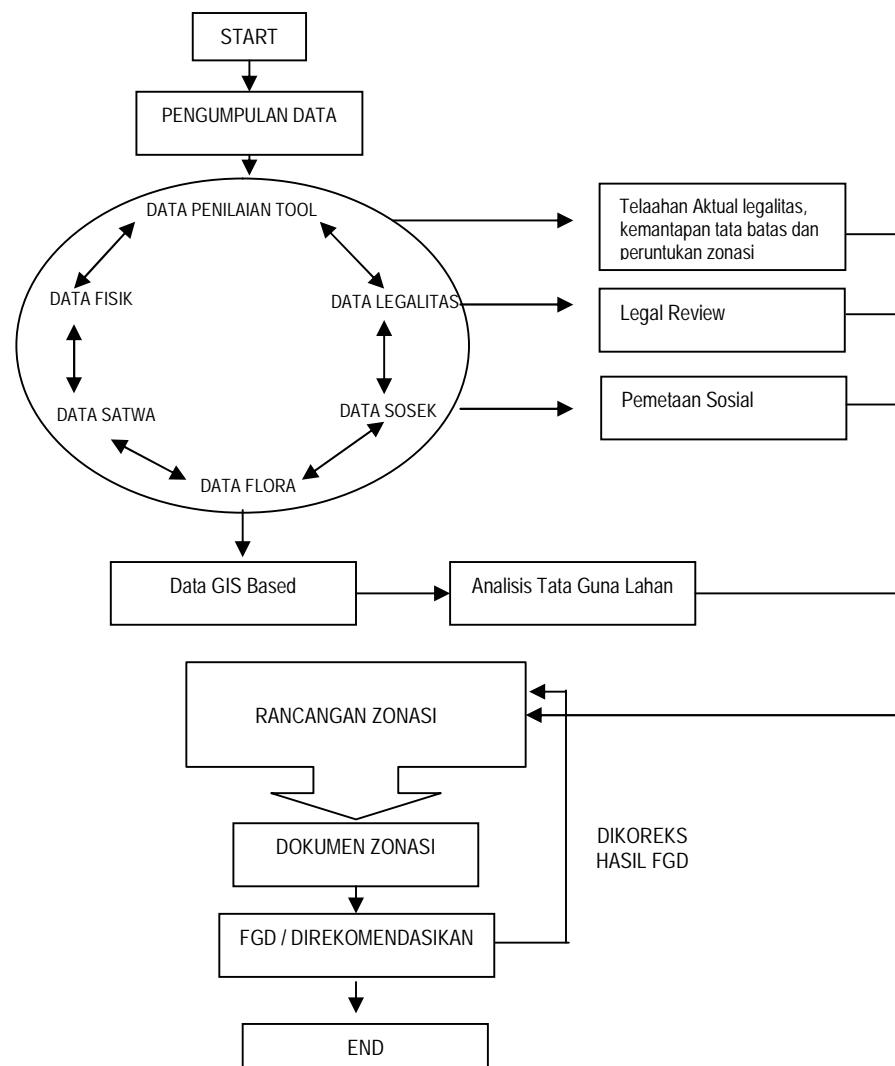 START
PENGUMPULAN DATA
DATA PENILAIAN TOOL
Telaahan Aktual legalitas,
kemantapan tata batas dan
peruntukan zonasi
DATA FISIK
DATA LEGALITAS
Legal Review
DATA SATWA
DATA SOSEK
Pemetaan Sosial
DATA FLORA
Data GIS Based
Analisis Tata Guna Lahan
RANCANGAN ZONASI
DOKUMEN ZONASI
DIKOREKS
HASIL FGD
FGD / DIREKOMENDASIKAN
END